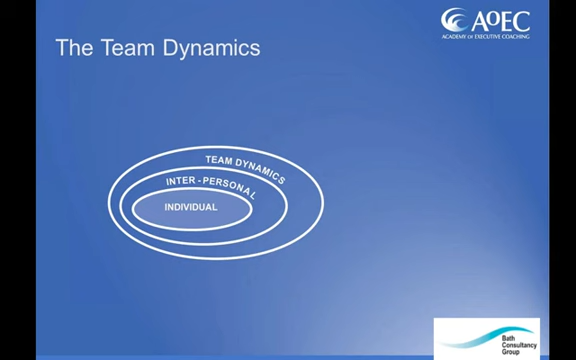 The Team Dynamics
AOEC
ACADEMY OF EXECUTIVE COACHING
TEAM DYNAMICS
INTER - PERSONAL
INDIVIDUAL
Bath
Consultancy
Group